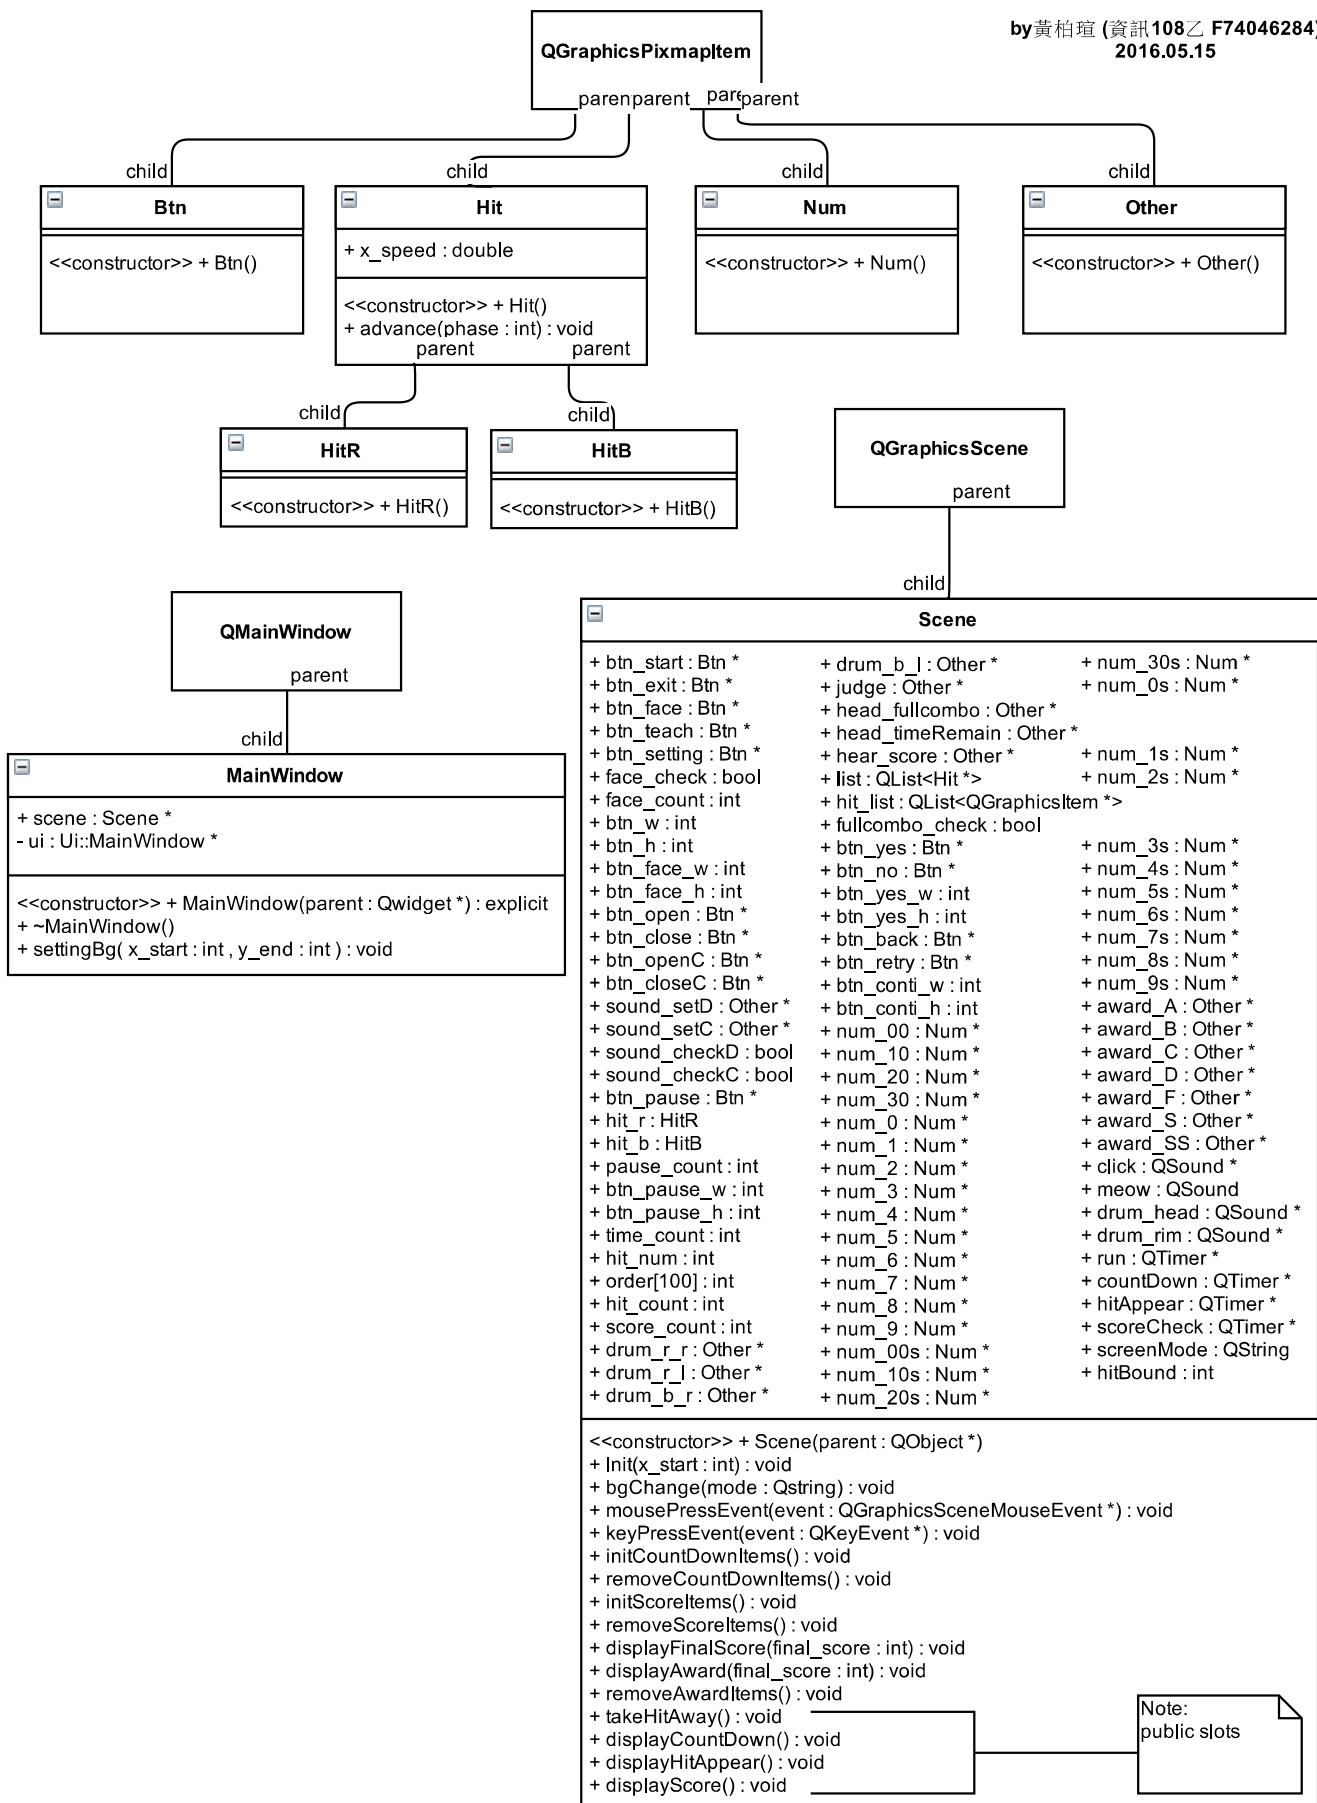 by黃柏瑄 (資訊108乙 F74046284)
2016.05.15
QGraphicsPixmapItem
parent
parent
parent
child
child
child
child
Btn
<<constructor>> + Btn()
Hit
+ x_speed : double
<<constructor>> + Hit()
+ advance(phase : int) : void
parent
parent
Num
<<constructor>> + Num()
Other
<<constructor>> + Other()
child
child
HitR
<<constructor>> + HitR()
HitB
<<constructor>> + HitB()
QGraphicsScene
parent
child
QMainWindow
parent
child
MainWindow
+ scene : Scene *
- ui : Ui::MainWindow *
<<constructor>> + MainWindow(parent : Qwidget *) : explicit
+ ~MainWindow()
+ settingBg( x_start : int , y_end : int ) : void
Scene
+ btn_start : Btn *
+ btn_exit : Btn *
+ btn_face : Btn *
+ btn_teach : Btn *
+ btn_setting : Btn *
+ face_check : bool
+ face_count : int
+ btn_w : int
+ btn_h : int
+ btn_face_w : int
+ btn_face_h : int
+ btn_open : Btn *
+ btn_close : Btn *
+ btn_openC : Btn *
+ btn_closeC : Btn *
+ sound_setD : Other *
+ sound_setC : Other *
+ sound_checkD : bool
+ sound_checkC : bool
+ btn_pause : Btn *
+ hit_r : HitR
+ hit_b : HitB
+ pause_count : int
+ btn_pause_w : int
+ btn_pause_h : int
+ time_count : int
+ hit_num : int
+ order[100] : int
+ hit_count : int
+ score_count : int
+ drum_r_r : Other *
+ drum_r_l : Other *
+ drum_b_r : Other *
+ drum_b_l : Other *
+ judge : Other *
+ head_fullcombo : Other *
+ head_timeRemain : Other *
+ hear_score : Other *
+ list : QList<Hit *>
+ hit_list : QList<QGraphicsItem *>
+ fullcombo_check : bool
+ btn_yes : Btn *
+ btn_no : Btn *
+ btn_yes_w : int
+ btn_yes_h : int
+ btn_back : Btn *
+ btn_retry : Btn *
+ btn_conti_w : int
+ btn_conti_h : int
+ num_00 : Num *
+ num_10 : Num *
+ num_20 : Num *
+ num_30 : Num *
+ num_0 : Num *
+ num_1 : Num *
+ num_2 : Num *
+ num_3 : Num *
+ num_4 : Num *
+ num_5 : Num *
+ num_6 : Num *
+ num_7 : Num *
+ num_8 : Num *
+ num_9 : Num *
+ num_00s : Num *
+ num_10s : Num *
+ num_20s : Num *
+ num_30s : Num *
+ num_0s : Num *
+ num_1s : Num *
+ num_2s : Num *
+ num_3s : Num *
+ num_4s : Num *
+ num_5s : Num *
+ num_6s : Num *
+ num_7s : Num *
+ num_8s : Num *
+ num_9s : Num *
+ award_A : Other *
+ award_B : Other *
+ award_C : Other *
+ award_D : Other *
+ award_F : Other *
+ award_S : Other *
+ award_SS : Other *
+ click : QSound *
+ meow : QSound
+ drum_head : QSound *
+ drum_rim : QSound *
+ run : QTimer *
+ countDown : QTimer *
+ hitAppear : QTimer *
+ scoreCheck : QTimer *
+ screenMode : QString
+ hitBound : int
<<constructor>> + Scene(parent : QObject *)
+ Init(x_start : int) : void
+ bgChange(mode : Qstring) : void
+ mousePressEvent(event : QGraphicsSceneMouseEvent *) : void
+ keyPressEvent(event : QKeyEvent *) : void
+ initCountDownItems() : void
+ removeCountDownItems() : void
+ initScoreItems() : void
+ removeScoreItems() : void
+ displayFinalScore(final_score : int) : void
+ displayAward(final_score : int) : void
+ removeAwardItems() : void
+ takeHitAway() : void
+ displayCountDown() : void
+ displayHitAppear() : void
+ displayScore() : void
Note:
public slots